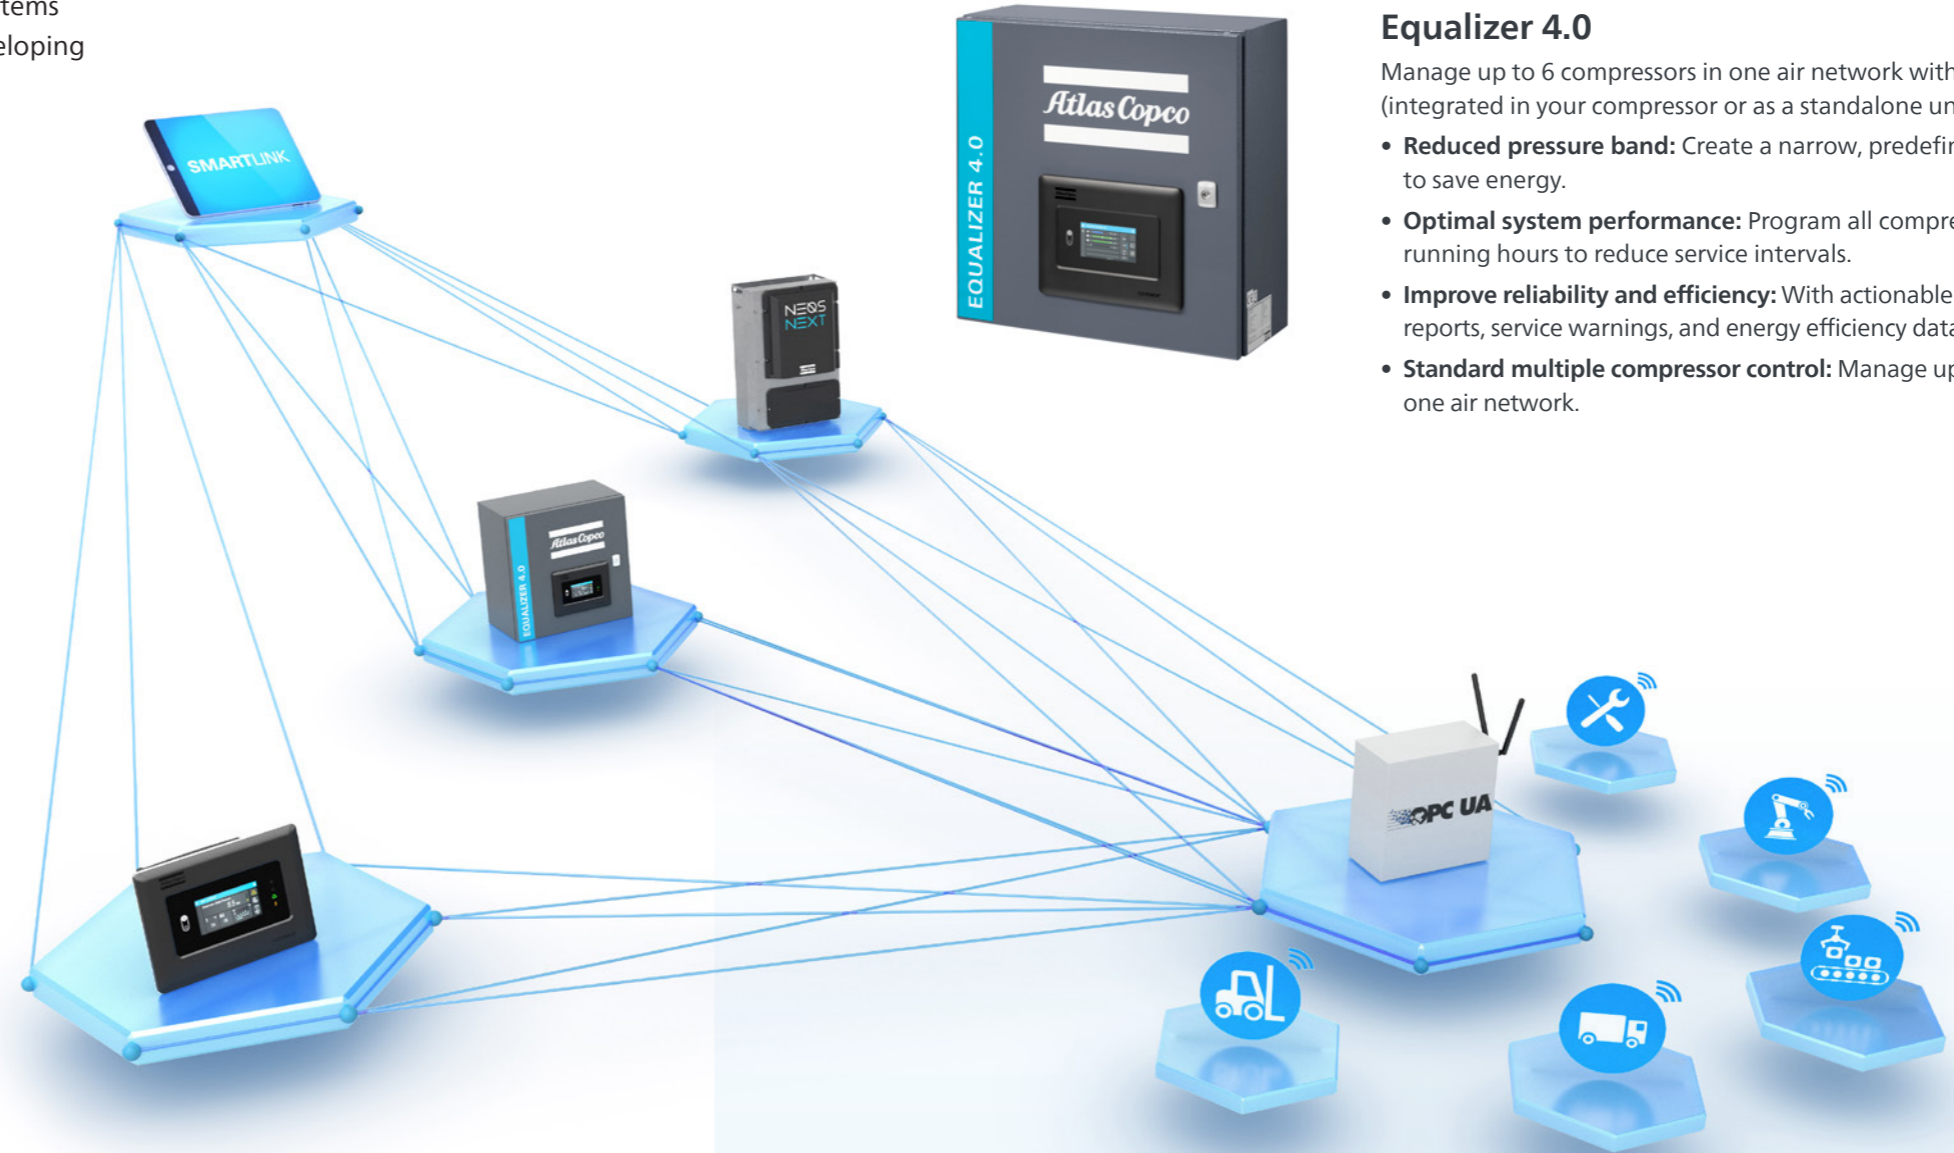 tems
eloping
SMARTLINK
NEOS
NEXT
Atlas Copco
EQUALIZER 4.0
Atlas Copco
EQUALIZER 4.0
OPC UA
Equalizer 4.0
Manage up to 6 compressors in one air network with
(integrated in your compressor or as a standalone un
• Reduced pressure band: Create a narrow, predefin
to save energy.
• Optimal system performance: Program all compre
running hours to reduce service intervals.
• Improve reliability and efficiency: With actionable
reports, service warnings, and energy efficiency data
• Standard multiple compressor control: Manage up
one air network.